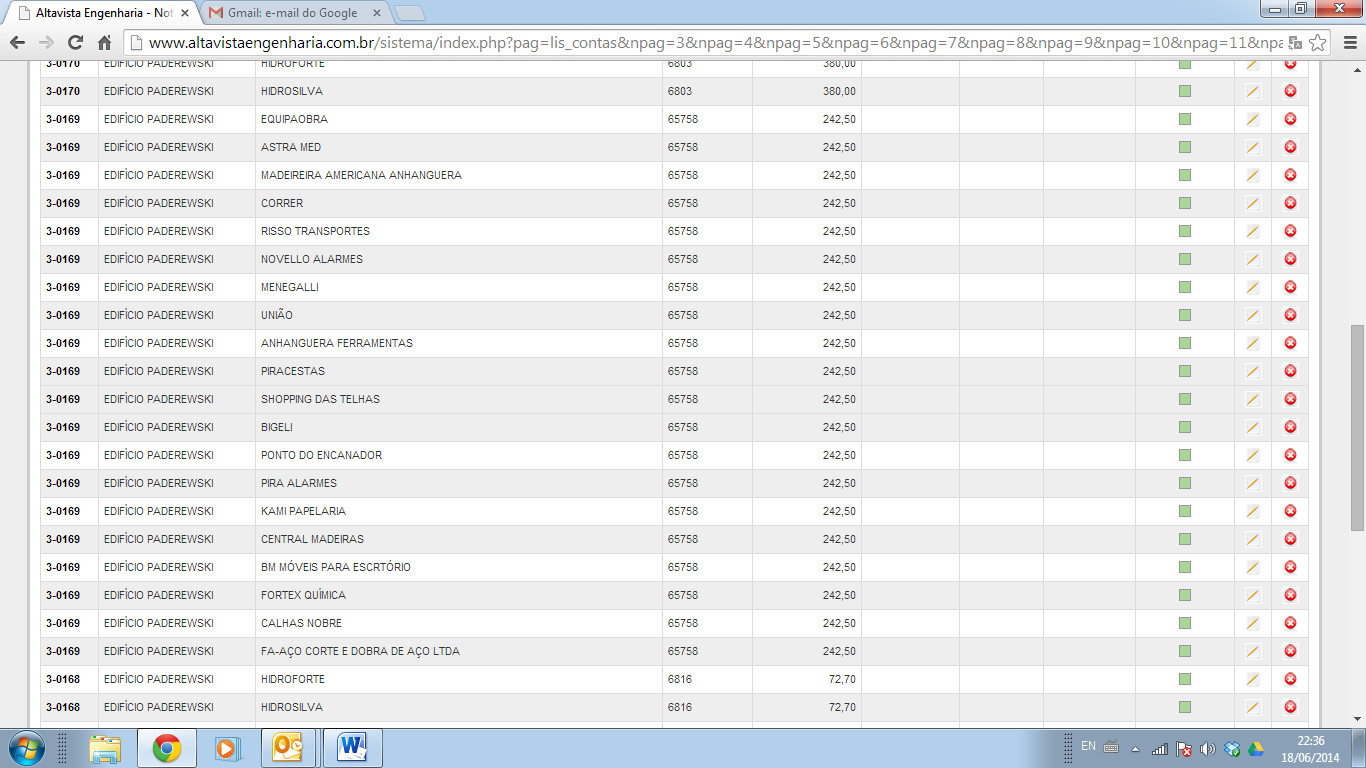 Altavista Engenharia - Not
Gmail: e-mail do Google
www.altavistaengenharia.com.br/sistema/index.php?pag=lis_contas&npag=3&npag=4&npag=5&npag=6&npag=7&npag=8&npag=9&npag=10&npag=11&npa
3-0170 EDIFÍCIO PADEREWSKI HIDROFORTE 6803 380,00
3-0170 EDIFÍCIO PADEREWSKI HIDROSILVA 6803 380,00
3-0169 EDIFÍCIO PADEREWSKI EQUIPAOBRA 65758 242,50
3-0169 EDIFÍCIO PADEREWSKI ASTRA MED 65758 242,50
3-0169 EDIFÍCIO PADEREWSKI MADEIREIRA AMERICANA ANHANGUERA 65758 242,50
3-0169 EDIFÍCIO PADEREWSKI CORRER 65758 242,50
3-0169 EDIFÍCIO PADEREWSKI RISSO TRANSPORTES 65758 242,50
3-0169 EDIFÍCIO PADEREWSKI NOVELLO ALARMES 65758 242,50
3-0169 EDIFÍCIO PADEREWSKI MENEGALLI 65758 242,50
3-0169 EDIFÍCIO PADEREWSKI UNIÃO 65758 242,50
3-0169 EDIFÍCIO PADEREWSKI ANHANGUERA FERRAMENTAS 65758 242,50
3-0169 EDIFÍCIO PADEREWSKI PIRACESTAS 65758 242,50
3-0169 EDIFÍCIO PADEREWSKI SHOPPING DAS TELHAS 65758 242,50
3-0169 EDIFÍCIO PADEREWSKI BIGELI 65758 242,50
3-0169 EDIFÍCIO PADEREWSKI PONTO DO ENCANADOR 65758 242,50
3-0169 EDIFÍCIO PADEREWSKI PIRA ALARMES 65758 242,50
3-0169 EDIFÍCIO PADEREWSKI KAMI PAPELARIA 65758 242,50
3-0169 EDIFÍCIO PADEREWSKI CENTRAL MADEIRAS 65758 242,50
3-0169 EDIFÍCIO PADEREWSKI BM MÓVEIS PARA ESCRTÓRIO 65758 242,50
3-0169 EDIFÍCIO PADEREWSKI FORTEX QUÍMICA 65758 242,50
3-0169 EDIFÍCIO PADEREWSKI CALHAS NOBRE 65758 242,50
3-0169 EDIFÍCIO PADEREWSKI FA-AÇO CORTE E DOBRA DE AÇO LTDA 65758 242,50
3-0168 EDIFÍCIO PADEREWSKI HIDROFORTE 6816 72,70
3-0168 EDIFÍCIO PADEREWSKI HIDROSILVA 6816 72,70
EN
22:36
18/06/2014